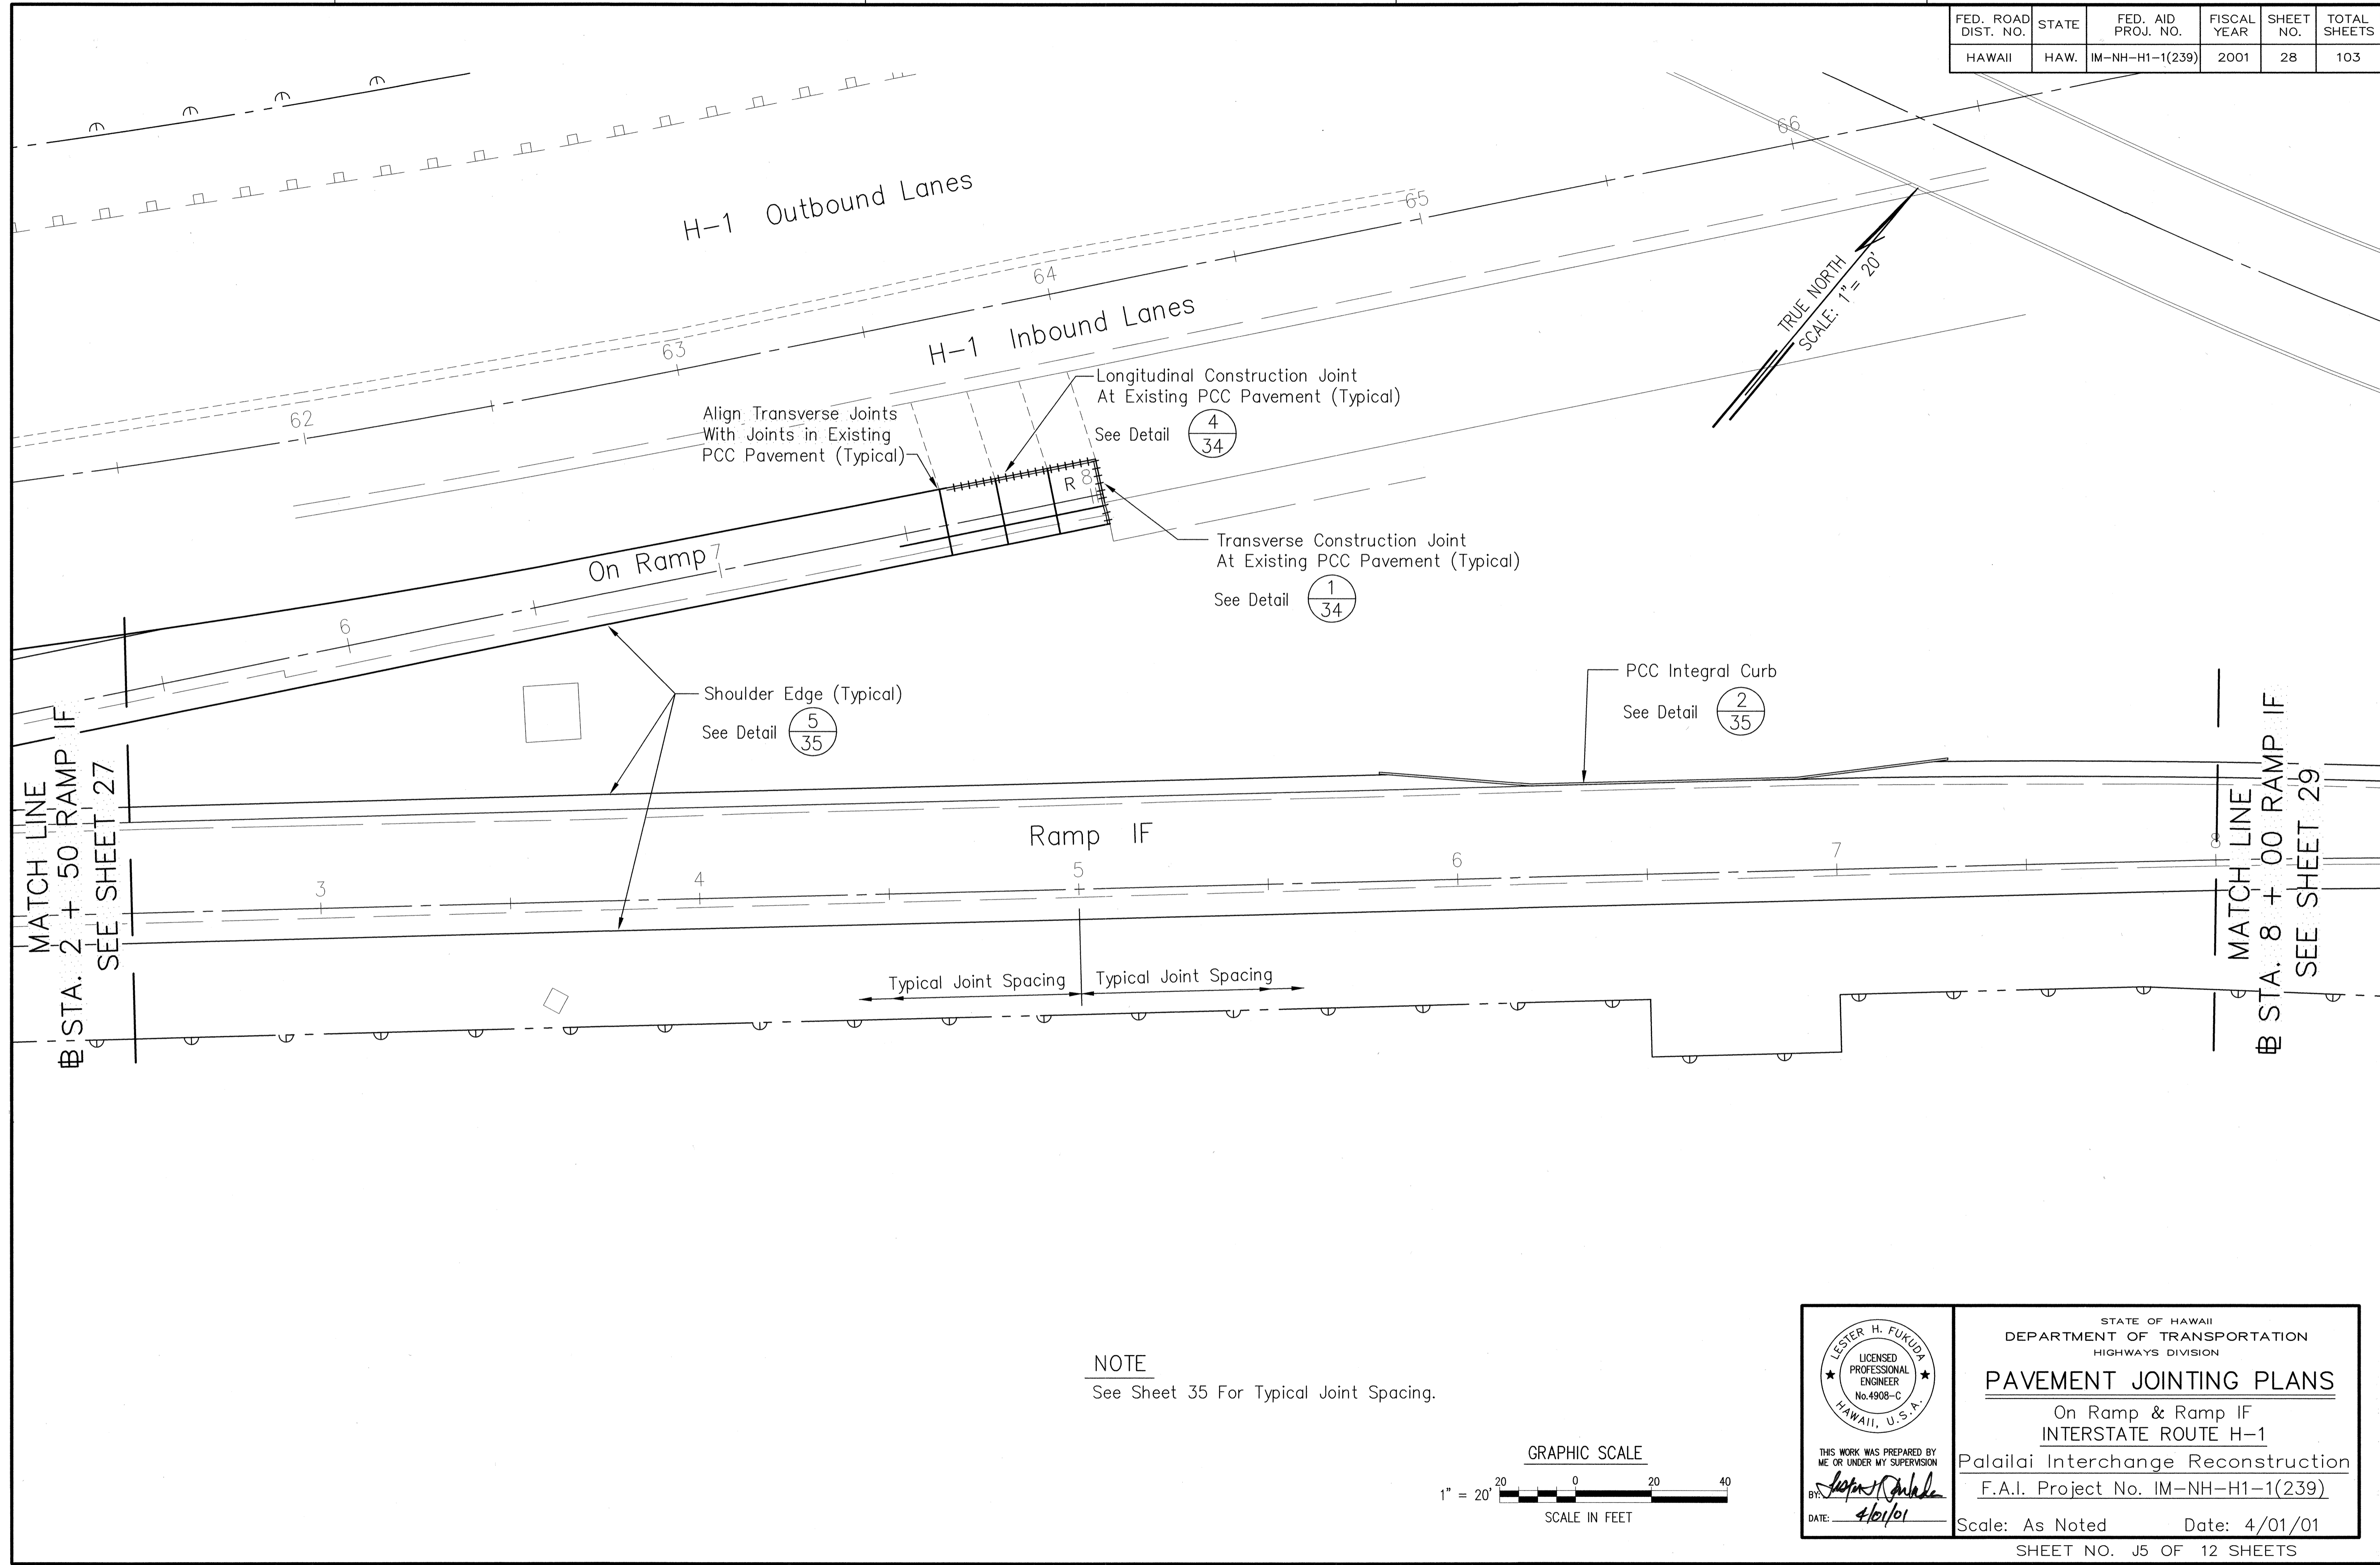 FED. ROAD DIST. NO.
STATE
FED. AID PROJ. NO.
FISCAL YEAR
SHEET NO.
TOTAL SHEETS
HAWAII
HAW.
IM-NH-H1-1(239)
2001
28
103
H-1 Outbound Lanes
66
65
64
63
62
H-1 Inbound Lanes
TRUE NORTH
SCALE: 1" = 20'
Longitudinal Construction Joint
At Existing PCC Pavement (Typical)
See Detail 4
34
Align Transverse Joints
With Joints in Existing
PCC Pavement (Typical)
R 8
Transverse Construction Joint
At Existing PCC Pavement (Typical)
See Detail 1
34
On Ramp
7
6
Shoulder Edge (Typical)
See Detail 5
35
PCC Integral Curb
See Detail 2
35
MATCH LINE
BL STA. 2 + 50 RAMP IF
SEE SHEET 27
Ramp IF
3
4
5
6
7
8
MATCH LINE
BL STA. 8 + 00 RAMP IF
SEE SHEET 29
Typical Joint Spacing
Typical Joint Spacing
NOTE
See Sheet 35 For Typical Joint Spacing.
GRAPHIC SCALE
1" = 20'
20 0 20 40
SCALE IN FEET
LESTER H. FUKUDA
LICENSED
PROFESSIONAL
ENGINEER
No.4908-C
HAWAII, U.S.A.
THIS WORK WAS PREPARED BY
ME OR UNDER MY SUPERVISION
BY:
DATE: 4/01/01
STATE OF HAWAII
DEPARTMENT OF TRANSPORTATION
HIGHWAYS DIVISION
PAVEMENT JOINTING PLANS
On Ramp & Ramp IF
INTERSTATE ROUTE H-1
Palailai Interchange Reconstruction
F.A.I. Project No. IM-NH-H1-1(239)
Scale: As Noted Date: 4/01/01
SHEET NO. J5 OF 12 SHEETS